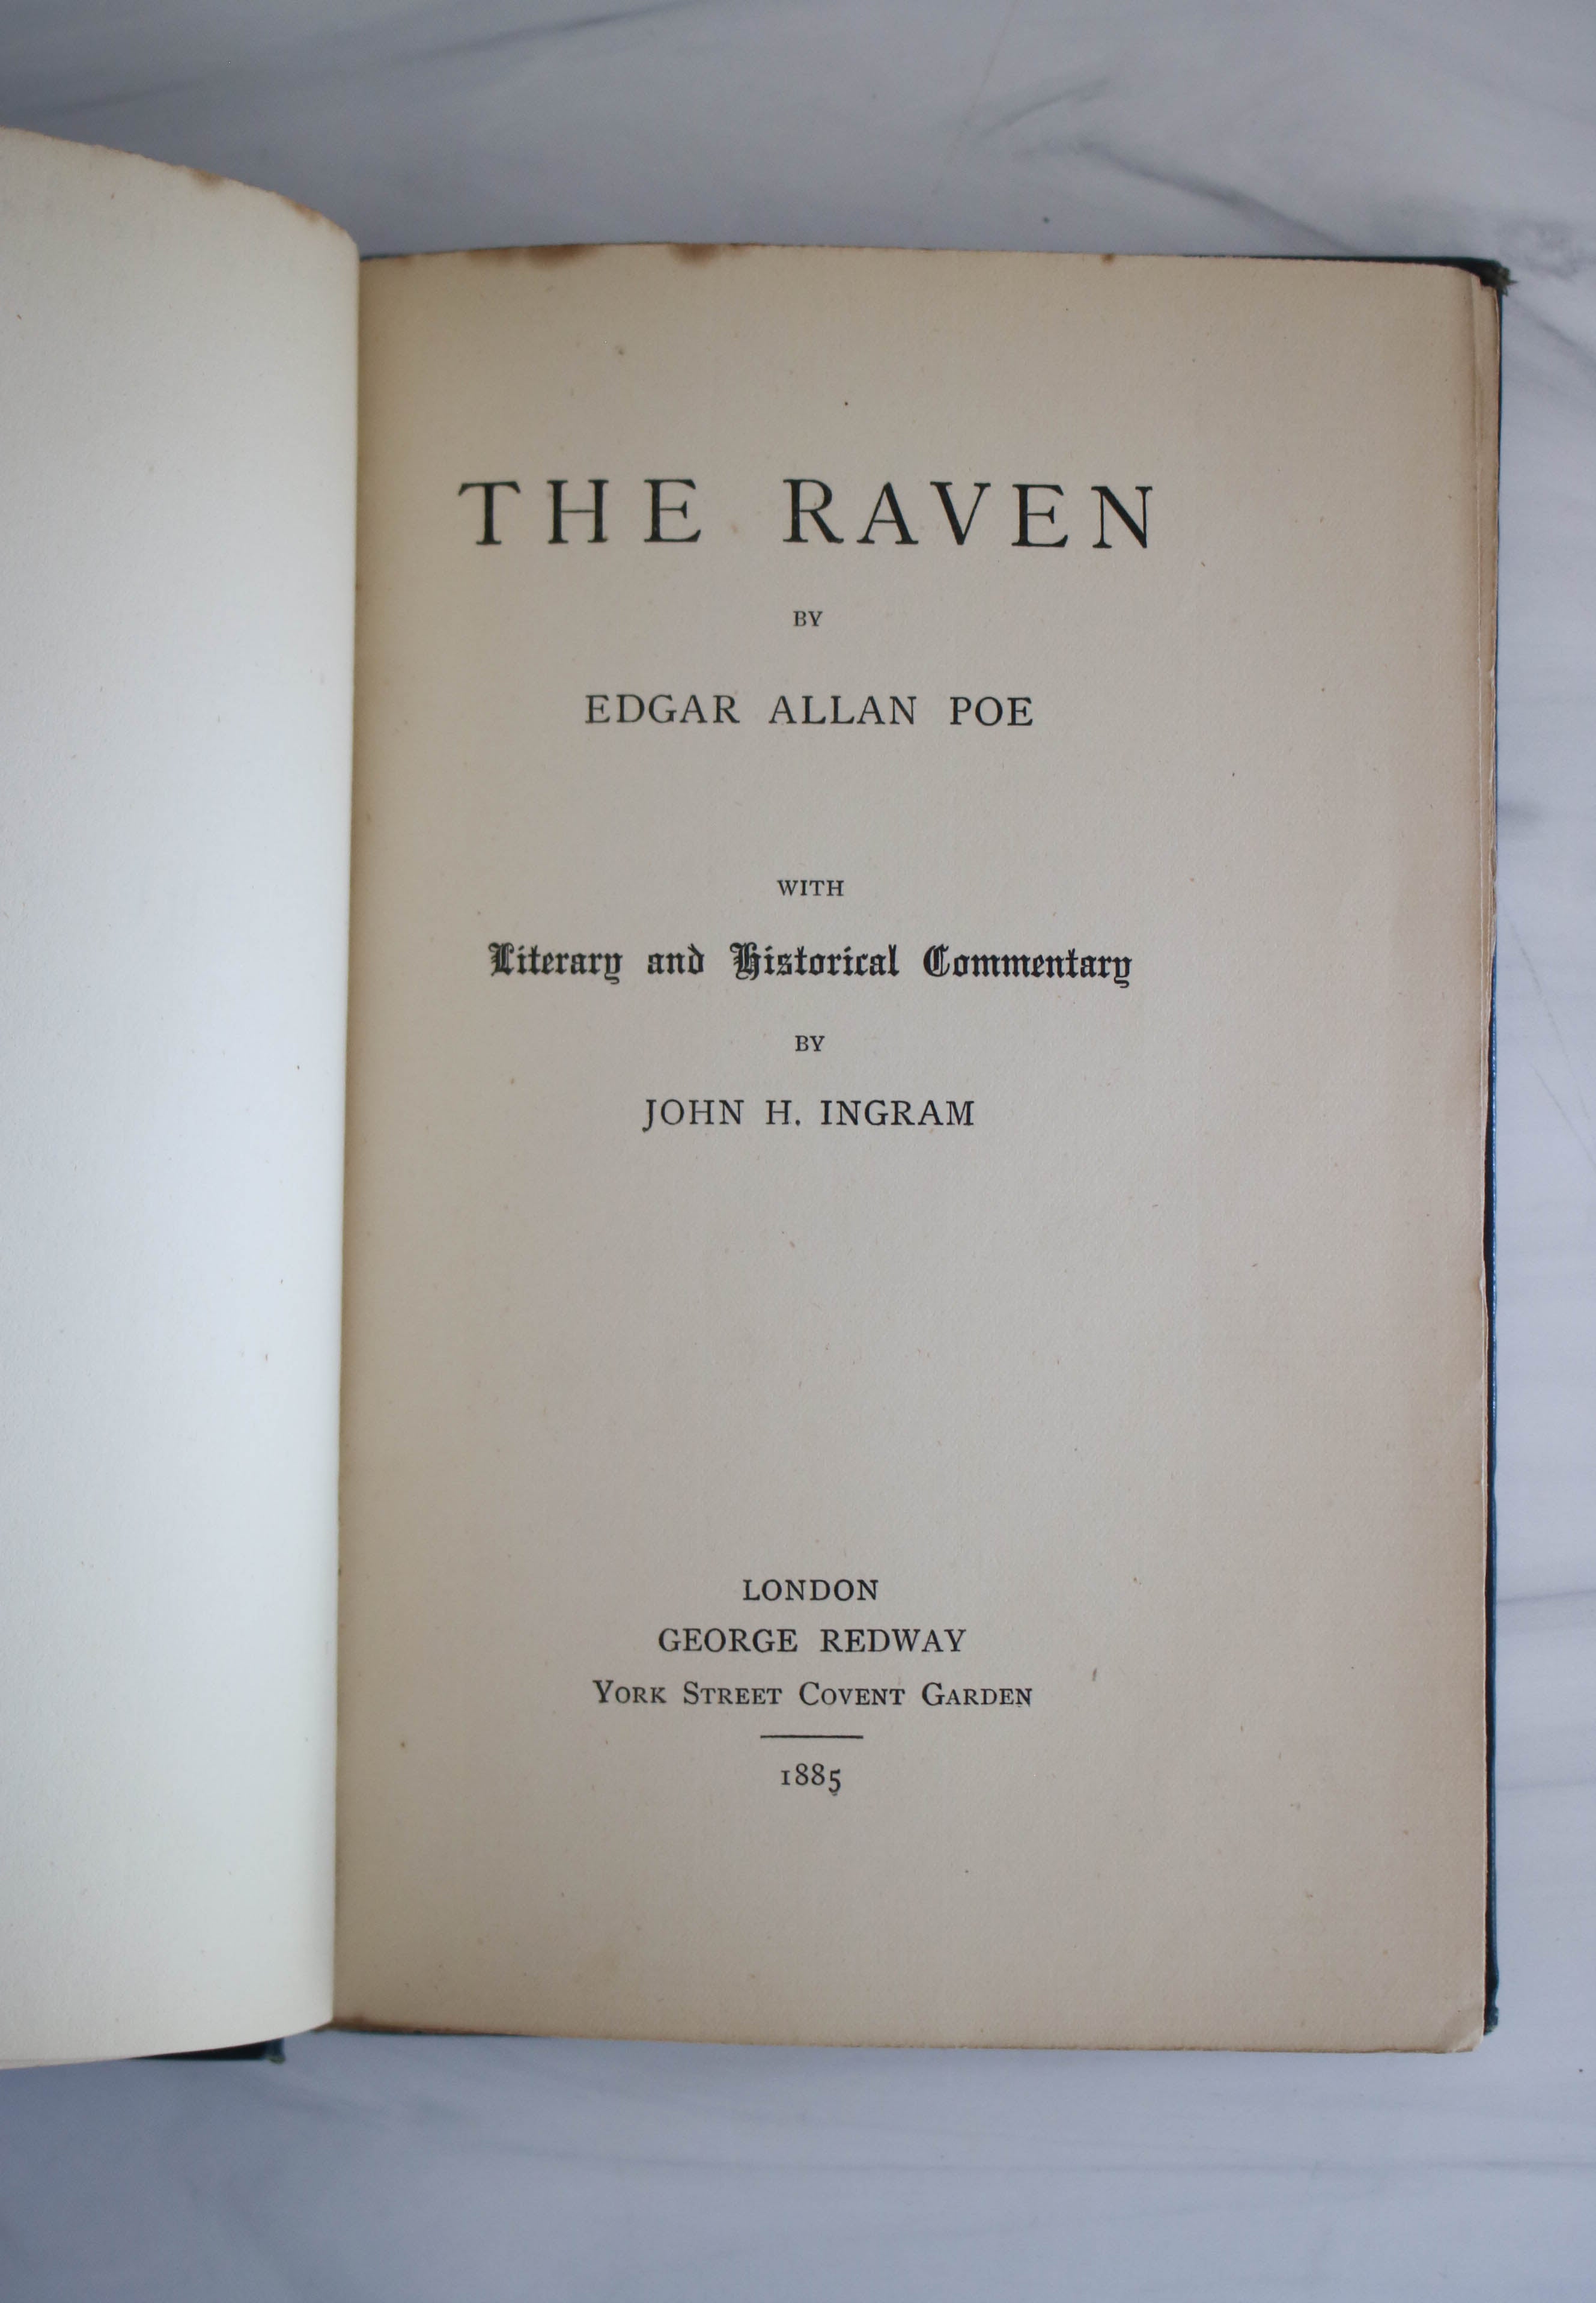 THE RAVEN
BY
EDGAR ALLAN POE
WITH
Literary and Historical Commentary
BY
JOHN H. INGRAM
LONDON
GEORGE REDWAY
YORK STREET COVENT GARDEN
1885